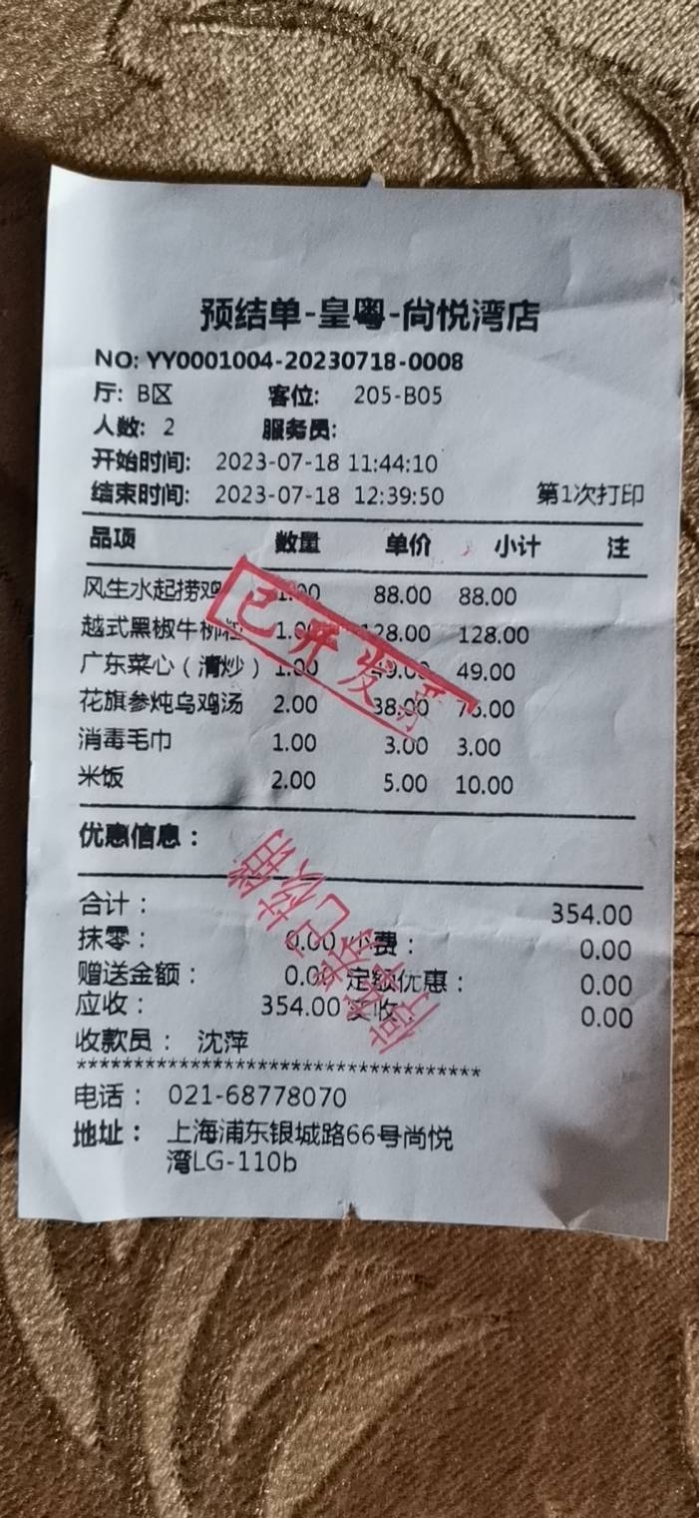 预结单-皇粤-尚悦湾店
NO: YY0001004-20230718-0008
厅: B区 客位: 205-B05
人数: 2 服务员:
开始时间: 2023-07-18 11:44:10
结束时间: 2023-07-18 12:39:50 第1次打印
品项 数量 单价 小计 注
风生水起捞鸡 1.00 88.00 88.00
越式黑椒牛柳粒 1.00 128.00 128.00
广东菜心（清炒） 1.00 49.00 49.00
花旗参炖乌鸡汤 2.00 38.00 76.00
消毒毛巾 1.00 3.00 3.00
米饭 2.00 5.00 10.00
已开发票
优惠信息：
合计： 354.00
抹零： 0.00 小费： 0.00
赠送金额： 0.00 定额优惠： 0.00
应收： 354.00 实收： 0.00
已核销
收款员： 沈萍
***********************************
电话： 021-68778070
地址： 上海浦东银城路66号尚悦
湾LG-110b